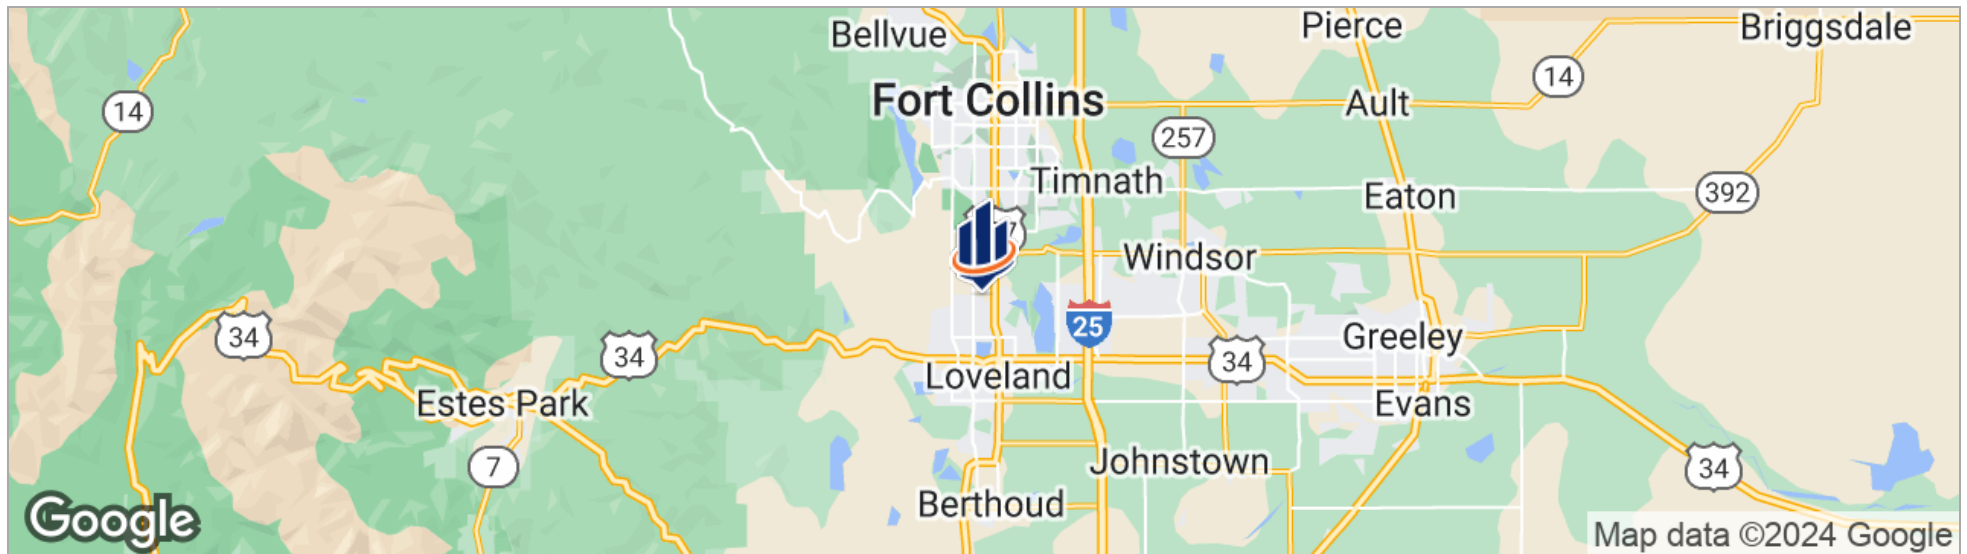 Pierce
Briggsdale
Bellvue
14
Fort Collins
Ault
14
257
Timnath
Eaton
392
7
Windsor
25
34
34
Greeley
34
Loveland
Estes Park
Evans
7
Johnstown
34
Berthoud
Google
Map data ©2024 Google